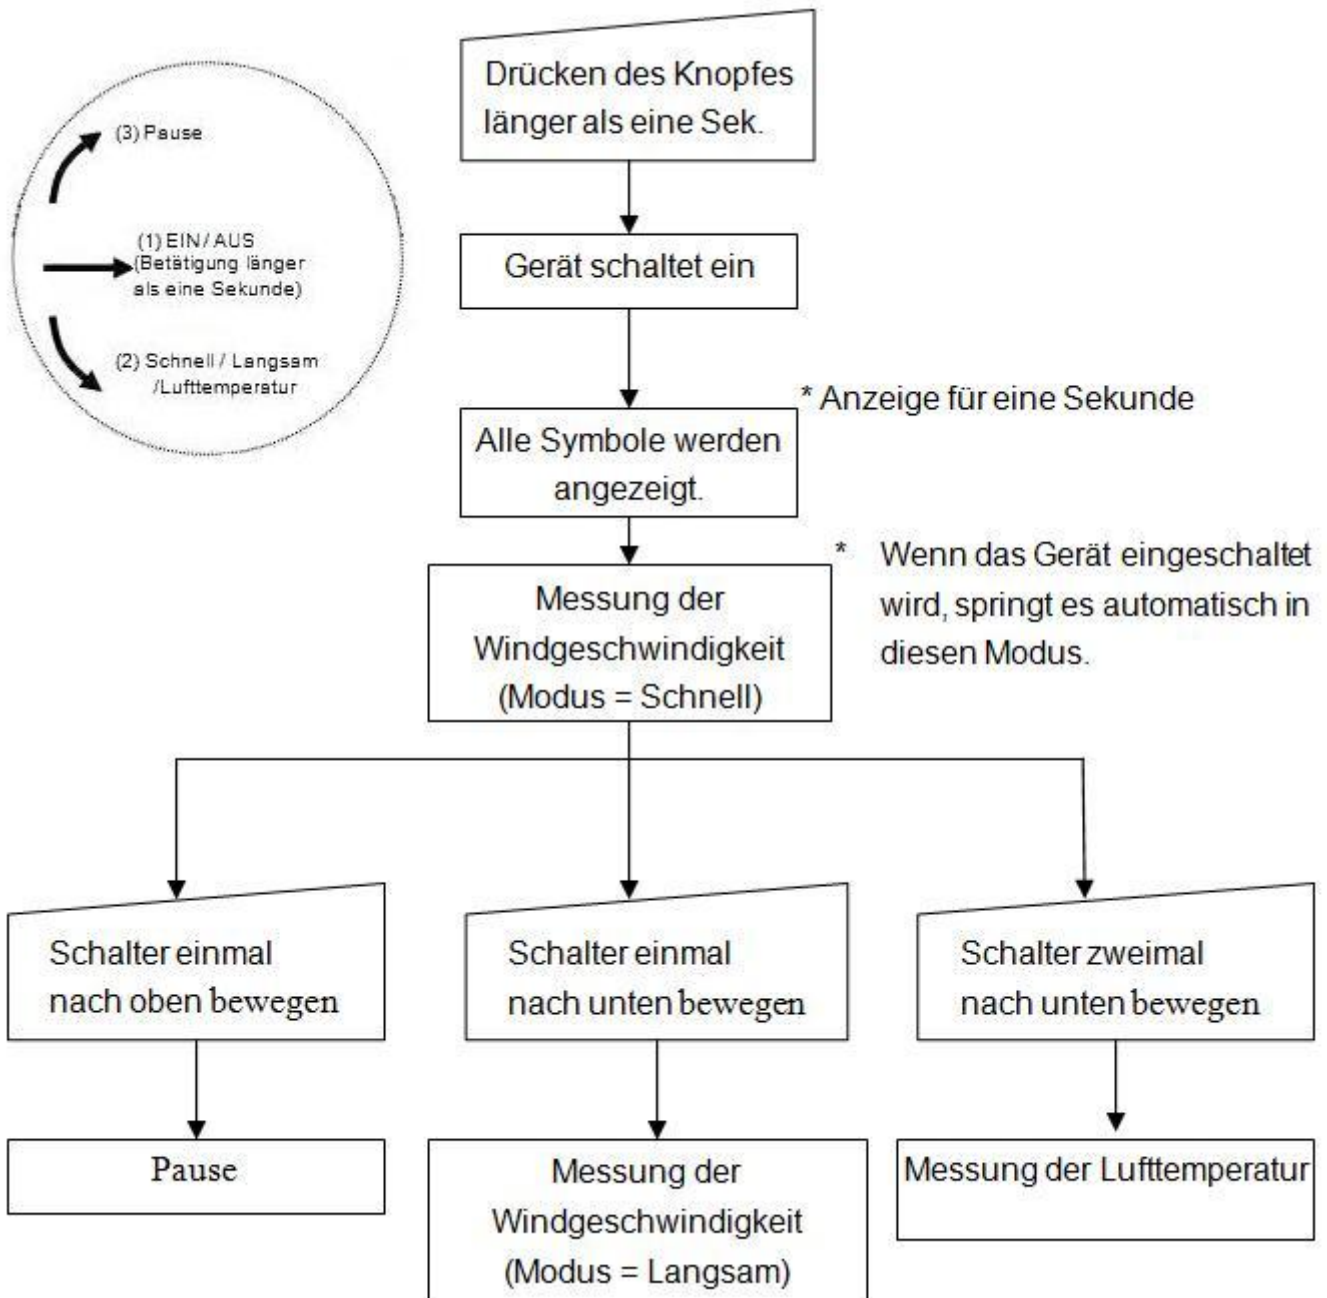 (3) Pause
(1) EIN / AUS
(Betätigung länger
als eine Sekunde)
(2) Schnell / Langsam
/Lufttemperatur
Drücken des Knopfes
länger als eine Sek.
Gerät schaltet ein
* Anzeige für eine Sekunde
Alle Symbole werden
angezeigt.
* Wenn das Gerät eingeschaltet
wird, springt es automatisch in
diesen Modus.
Messung der
Windgeschwindigkeit
(Modus = Schnell)
Schalter einmal
nach oben bewegen
Schalter einmal
nach unten bewegen
Schalter zweimal
nach unten bewegen
Pause
Messung der
Windgeschwindigkeit
(Modus = Langsam)
Messung der Lufttemperatur